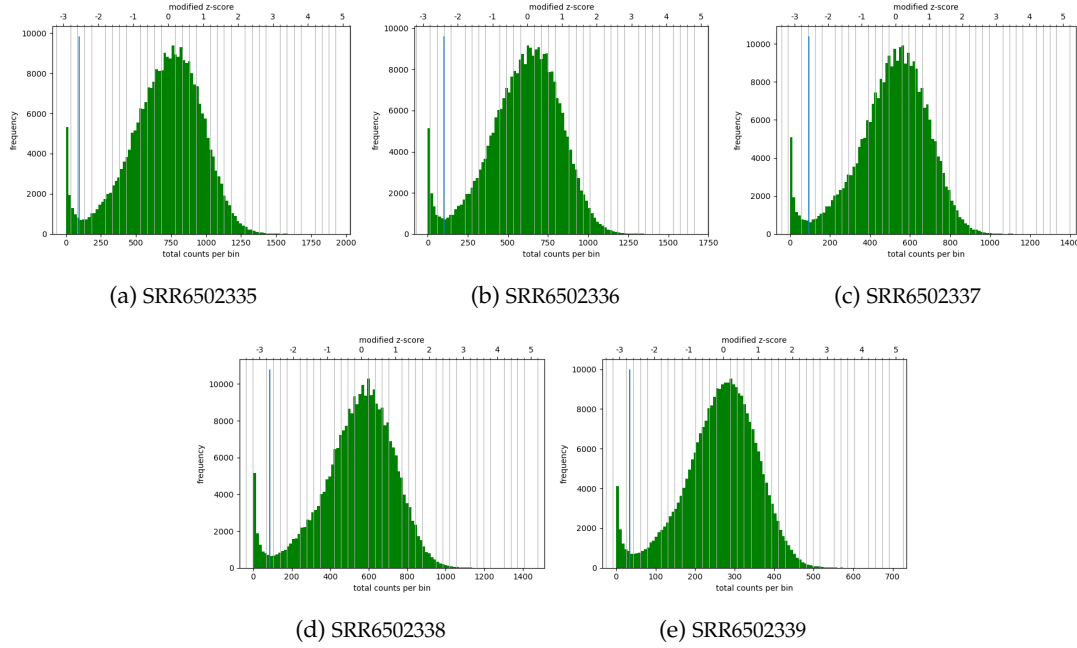 modified z-score
-3 -2 -1 0 1 2 3 4 5
10000
8000
6000
4000
2000
0
frequency
0 250 500 750 1000 1250 1500 1750 2000
total counts per bin
(a) SRR6502335
modified z-score
-3 -2 -1 0 1 2 3 4 5
10000
8000
6000
4000
2000
0
frequency
0 250 500 750 1000 1250 1500 1750
total counts per bin
(b) SRR6502336
modified z-score
-3 -2 -1 0 1 2 3 4 5
10000
8000
6000
4000
2000
0
frequency
0 200 400 600 800 1000 1200 1400
total counts per bin
(c) SRR6502337
modified z-score
-3 -2 -1 0 1 2 3 4 5
10000
8000
6000
4000
2000
0
frequency
0 200 400 600 800 1000 1200 1400
total counts per bin
(d) SRR6502338
modified z-score
-3 -2 -1 0 1 2 3 4 5
10000
8000
6000
4000
2000
0
frequency
0 100 200 300 400 500 600 700
total counts per bin
(e) SRR6502339